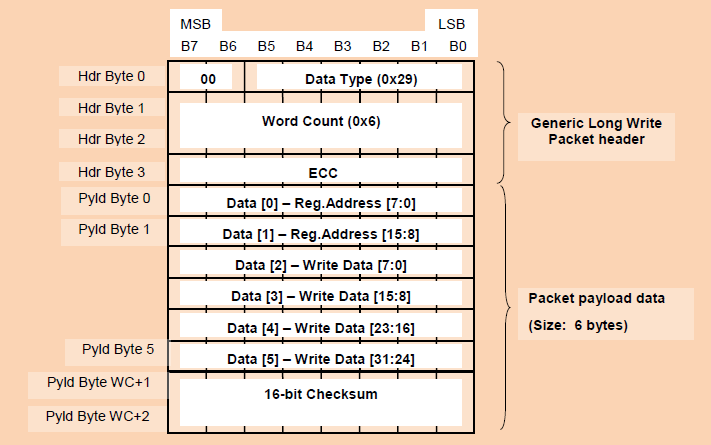 MSB LSB
B7 B6 B5 B4 B3 B2 B1 B0
Hdr Byte 0 00 Data Type (0x29)
Hdr Byte 1
Word Count (0x6)
Hdr Byte 2
Generic Long Write
Packet header
Hdr Byte 3 ECC
Pyld Byte 0 Data [0] – Reg.Address [7:0]
Pyld Byte 1 Data [1] – Reg.Address [15:8]
Data [2] – Write Data [7:0]
Data [3] – Write Data [15:8]
Data [4] – Write Data [23:16]
Packet payload data
(Size: 6 bytes)
Pyld Byte 5 Data [5] – Write Data [31:24]
Pyld Byte WC+1
16-bit Checksum
Pyld Byte WC+2